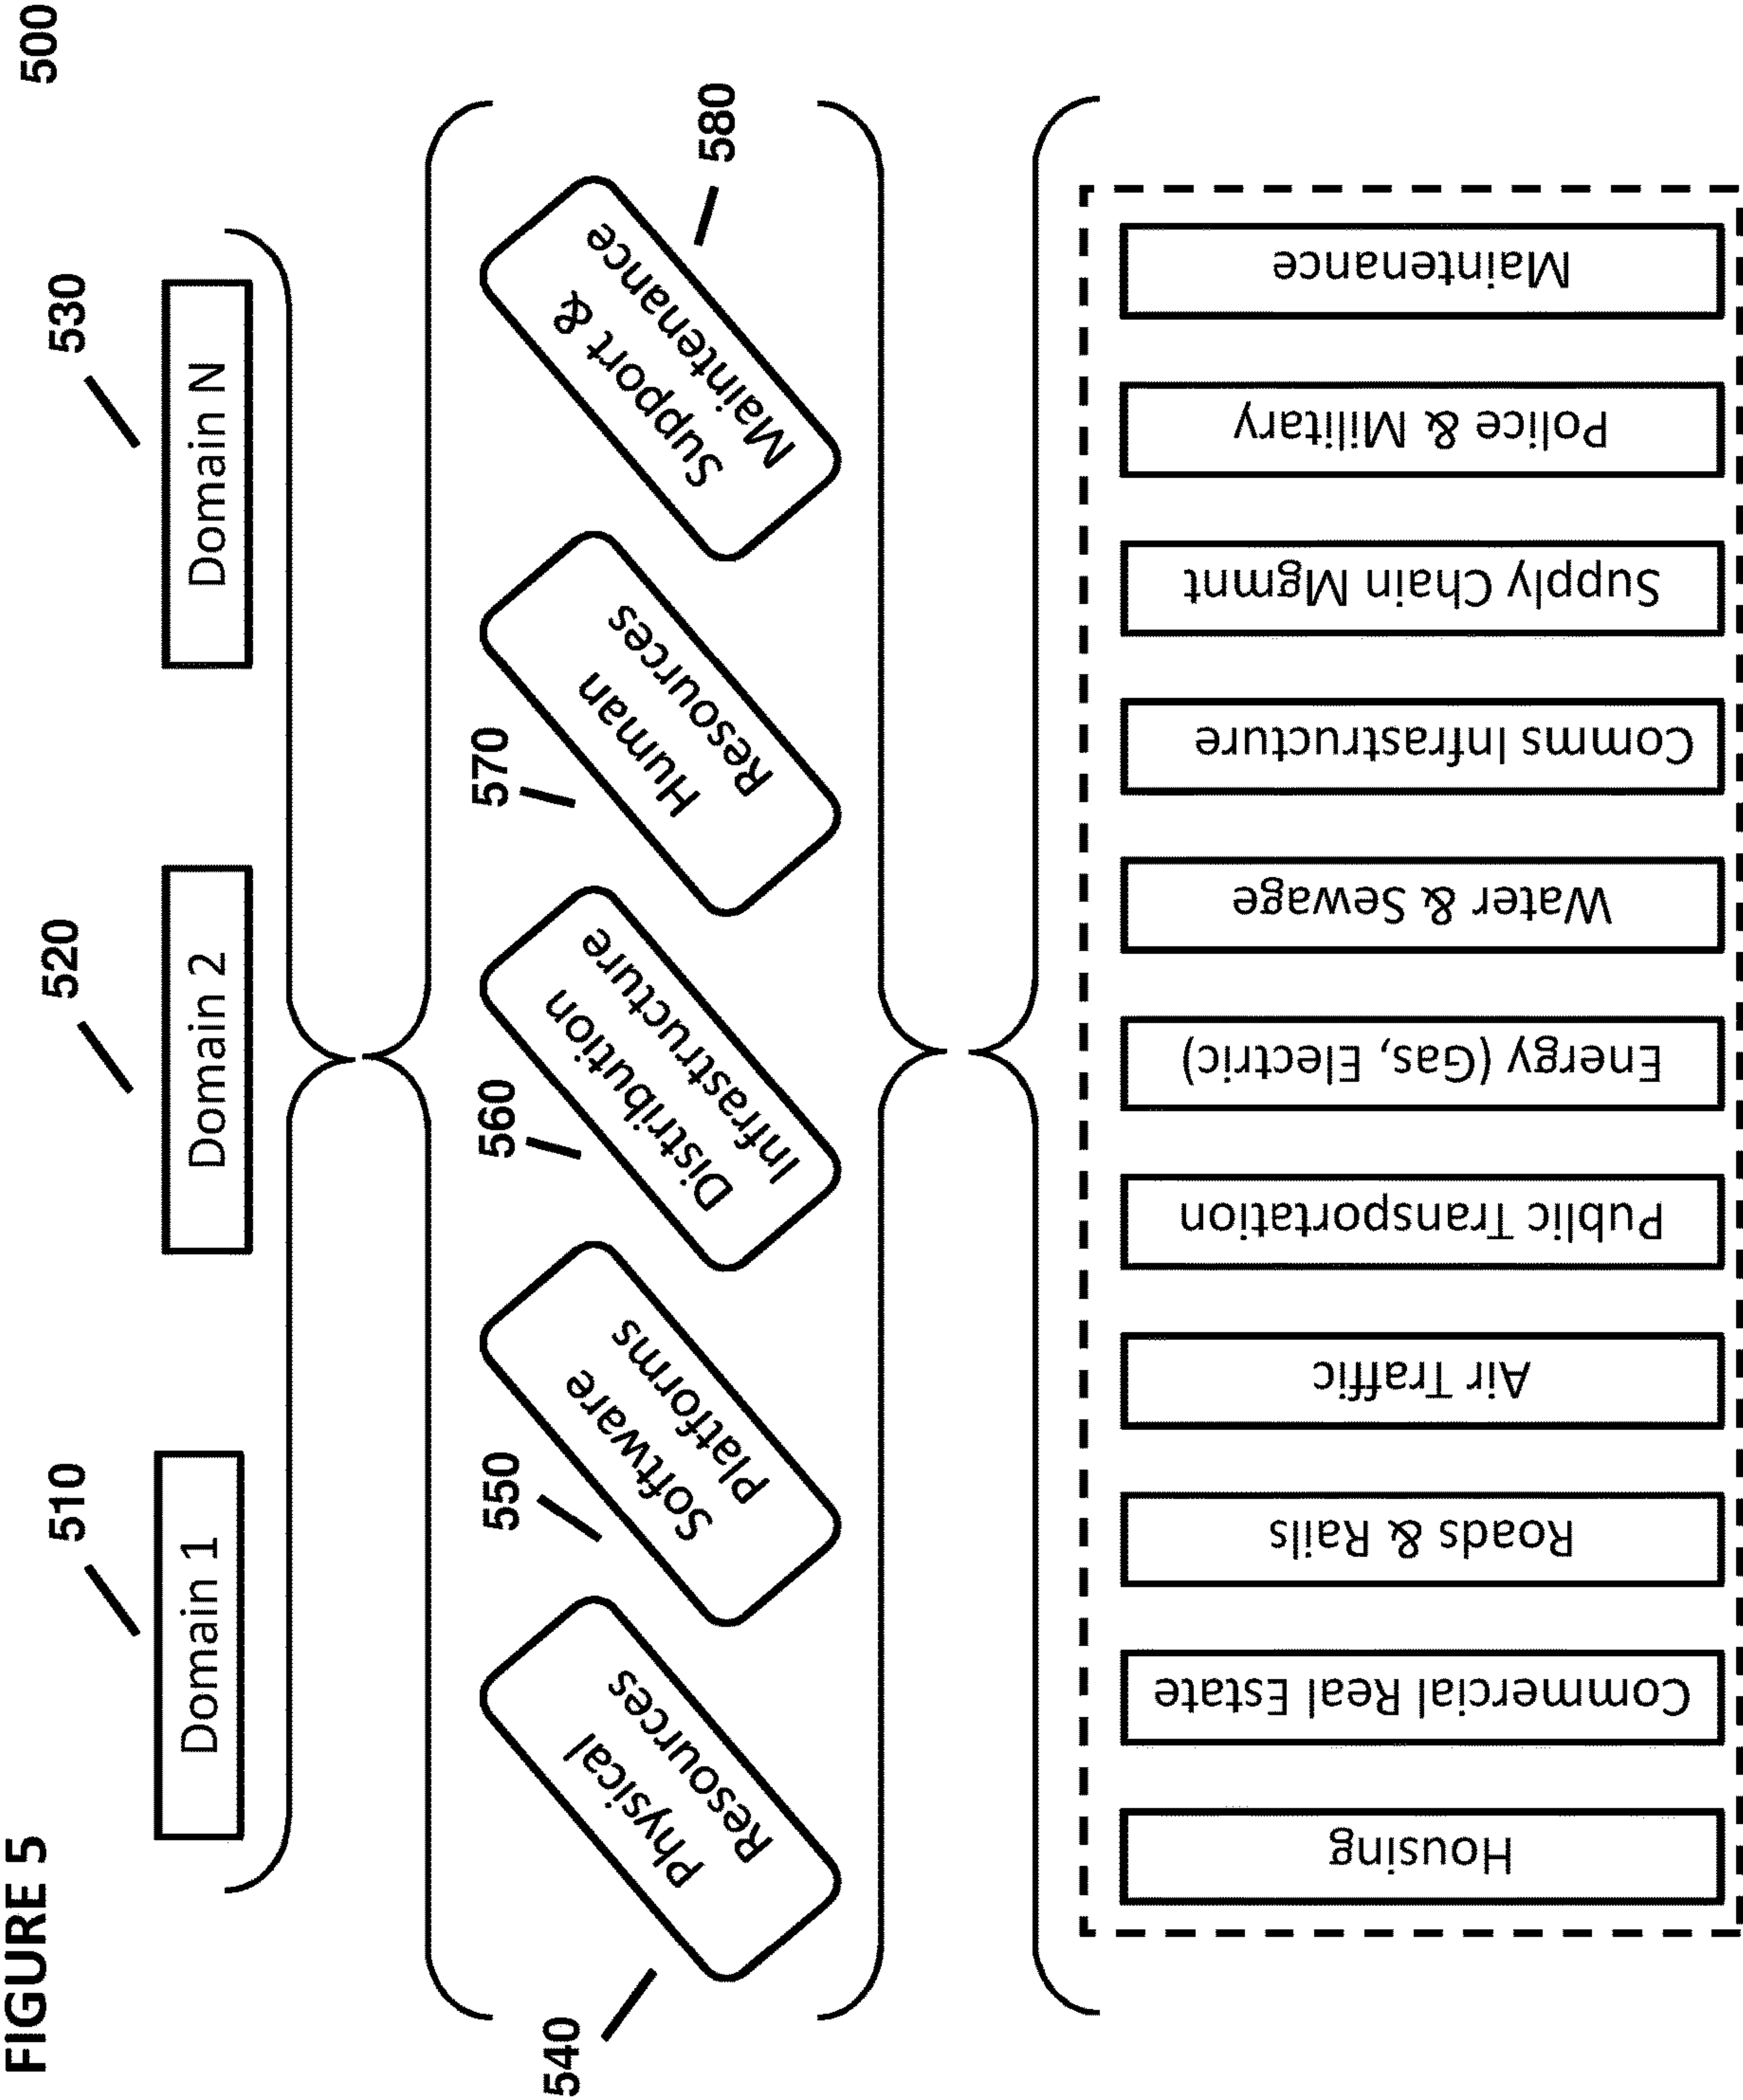 FIGURE 5
500
510
520
530
Domain 1
Domain 2
Domain N
540
550
560
570
580
Physical
Resources
Software
Platforms
Distribution
Infrastructure
Human
Resources
Support &
Maintenance
Housing
Commercial Real Estate
Roads & Rails
Air Traffic
Public Transportation
Energy (Gas, Electric)
Water & Sewage
Comms Infrastructure
Supply Chain Mgmnt
Police & Military
Maintenance